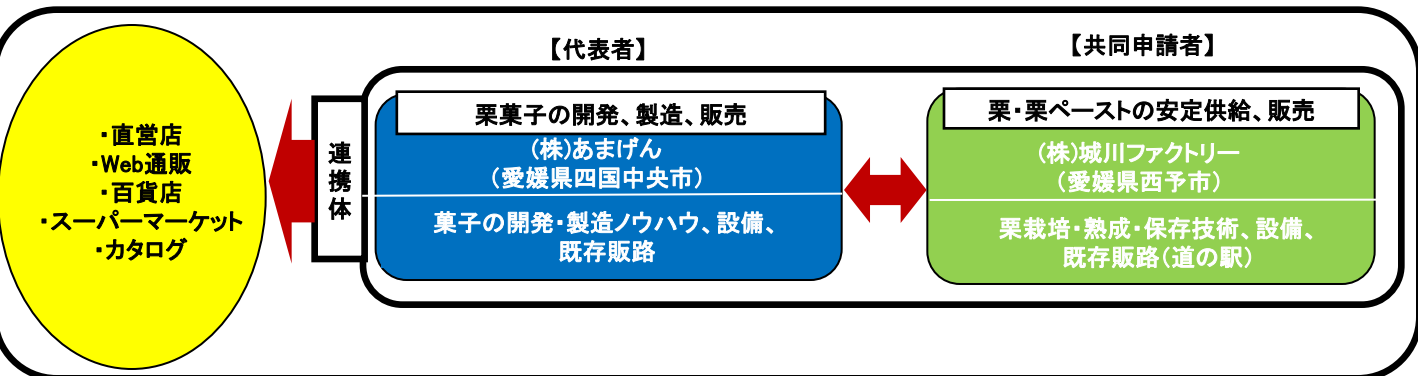 ・直営店
・Web通販
・百貨店
・スーパーマーケット
・カタログ
連携体
【代表者】
栗菓子の開発、製造、販売
(株)あまげん
(愛媛県四国中央市)
菓子の開発・製造ノウハウ、設備、
既存販路
【共同申請者】
栗・栗ペーストの安定供給、販売
(株)城川ファクトリー
(愛媛県西予市)
栗栽培・熟成・保存技術、設備、
既存販路(道の駅)